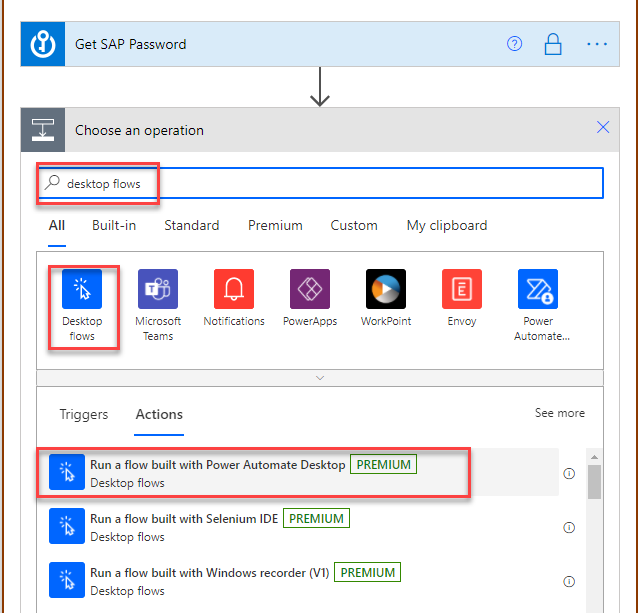 Get SAP Password
Choose an operation
desktop flows
All Built-in Standard Premium Custom My clipboard
Desktop flows
Microsoft Teams
Notifications
PowerApps
WorkPoint
Envoy
Power Automate...
Triggers Actions See more
Run a flow built with Power Automate Desktop PREMIUM
Desktop flows
Run a flow built with Selenium IDE PREMIUM
Desktop flows
Run a flow built with Windows recorder (V1) PREMIUM
Desktop flows